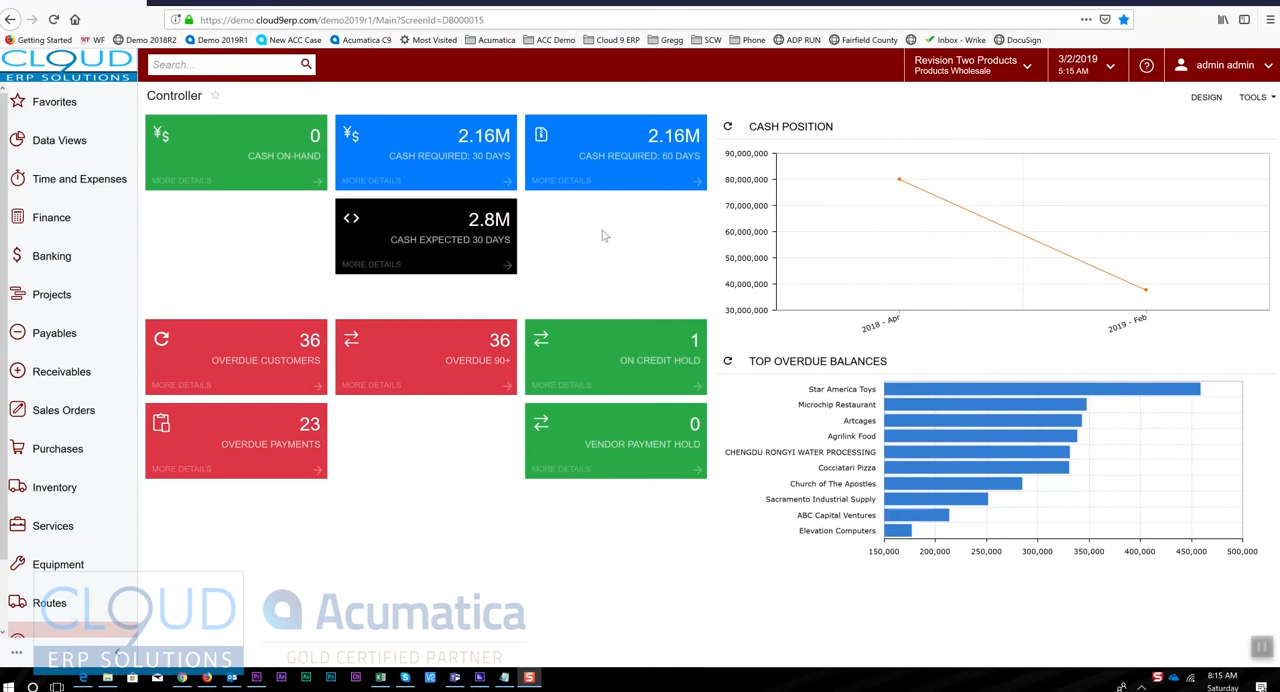 https://demo.cloud9erp.com/demo2019r1/Main?ScreenId=DB000015
Getting Started WF Demo 2018R2 Demo 2019R1 New ACC Case Acumatica C9 Most Visited Acumatica ACC Demo Cloud 9 ERP Gregg SCW Phone ADP RUN Fairfield County Inbox - Wrike DocuSign
CLOUD9
ERP SOLUTIONS
Search...
Revision Two Products
Products Wholesale
3/2/2019
5:15 AM
admin admin
Controller
DESIGN
TOOLS
Favorites
Data Views
Time and Expenses
Finance
Banking
Projects
Payables
Receivables
Sales Orders
Purchases
Inventory
Services
Equipment
Routes
0
CASH ON-HAND
MORE DETAILS
2.16M
CASH REQUIRED: 30 DAYS
MORE DETAILS
2.16M
CASH REQUIRED: 60 DAYS
MORE DETAILS
2.8M
CASH EXPECTED 30 DAYS
MORE DETAILS
36
OVERDUE CUSTOMERS
MORE DETAILS
36
OVERDUE 90+
MORE DETAILS
1
ON CREDIT HOLD
MORE DETAILS
23
OVERDUE PAYMENTS
MORE DETAILS
0
VENDOR PAYMENT HOLD
MORE DETAILS
CASH POSITION
90,000,000
80,000,000
70,000,000
60,000,000
50,000,000
40,000,000
30,000,000
2018 - Apr
2019 - Feb
TOP OVERDUE BALANCES
Star America Toys
Microchip Restaurant
Artcages
Agrilink Food
CHENGDU RONGYI WATER PROCESSING
Cocciatari Pizza
Church of The Apostles
Sacramento Industrial Supply
ABC Capital Ventures
Elevation Computers
150,000 200,000 250,000 300,000 350,000 400,000 450,000 500,000
CLOUD9
ERP SOLUTIONS
Acumatica
GOLD CERTIFIED PARTNER
8:15 AM
Saturday